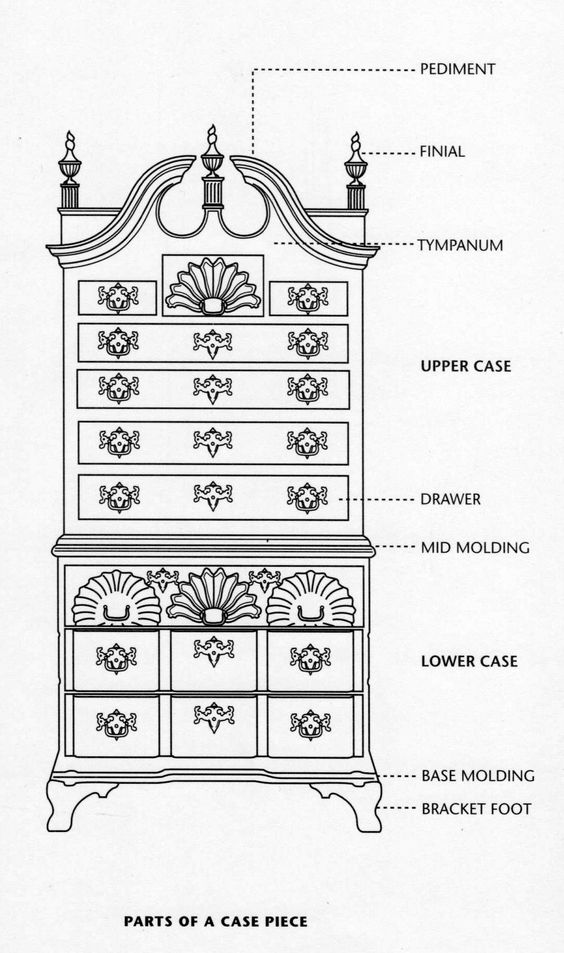 PEDIMENT
FINIAL
TYMPANUM
UPPER CASE
DRAWER
MID MOLDING
LOWER CASE
BASE MOLDING
BRACKET FOOT
PARTS OF A CASE PIECE